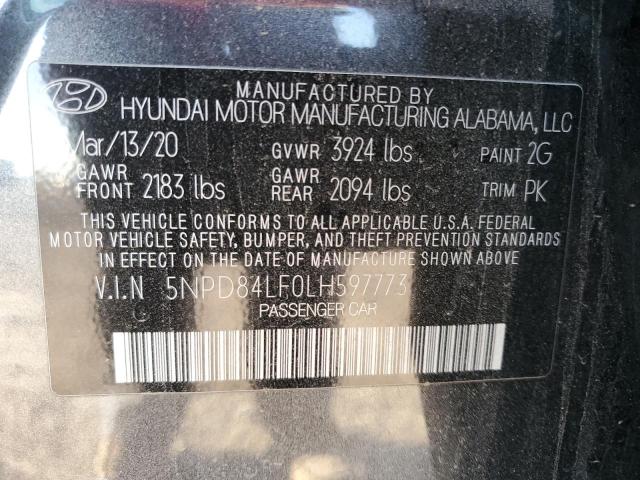 MANUFACTURED BY
HYUNDAI MOTOR MANUFACTURING ALABAMA, LLC
Mar/13/20 GVWR 3924 lbs PAINT 2G
GAWR FRONT 2183 lbs GAWR REAR 2094 lbs TRIM PK
THIS VEHICLE CONFORMS TO ALL APPLICABLE U.S.A. FEDERAL
MOTOR VEHICLE SAFETY, BUMPER, AND THEFT PREVENTION STANDARDS
IN EFFECT ON THE DATE OF MANUFACTURE SHOWN ABOVE.
V.I.N 5NPD84LF0LH597773
PASSENGER CAR